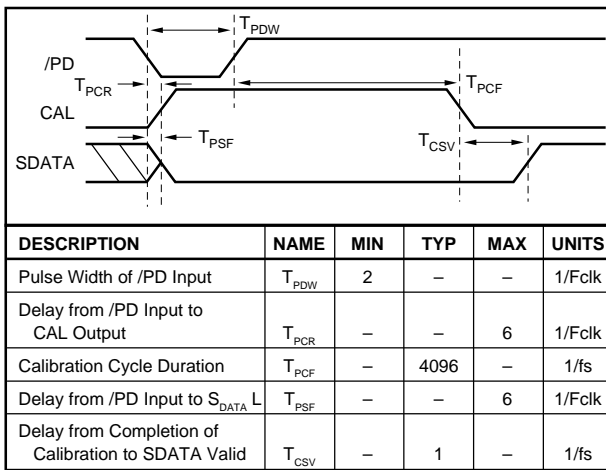 T_PDW
/PD
T_PCR
T_PCF
CAL
T_PSF
T_CSV
SDATA
DESCRIPTION NAME MIN TYP MAX UNITS
Pulse Width of /PD Input T_PDW 2 – – 1/Fclk
Delay from /PD Input to
CAL Output T_PCR – – 6 1/Fclk
Calibration Cycle Duration T_PCF – 4096 – 1/fs
Delay from /PD Input to S_DATA L T_PSF – – 6 1/Fclk
Delay from Completion of
Calibration to SDATA Valid T_CSV – 1 – 1/fs